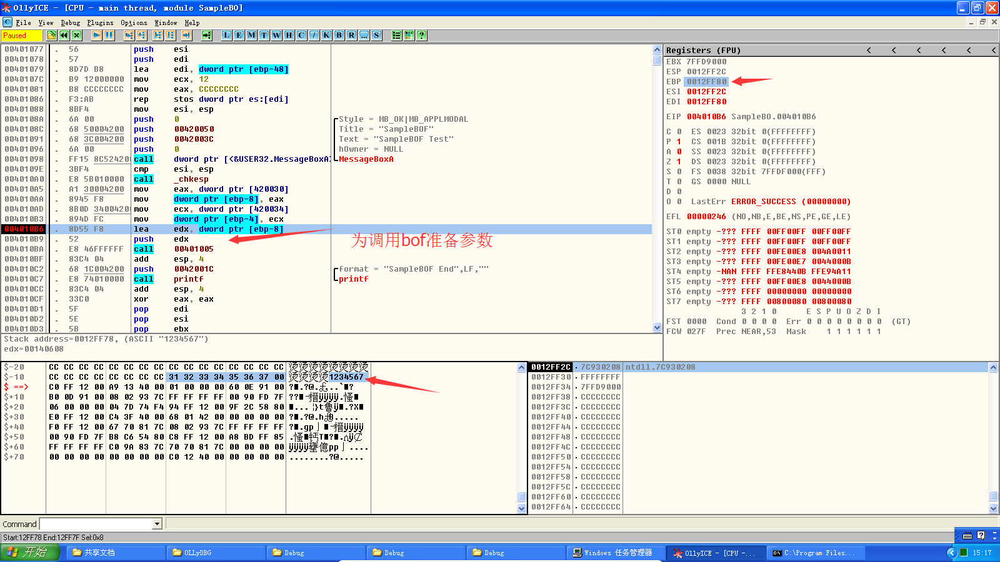 OllyICE - [CPU - main thread, module SampleBO]
File View Debug Plugins Options Window Help
Paused L E M T W H C / K B R ... S ?
00401077 . 56 push esi
00401078 . 57 push edi
00401079 . 8D7D B8 lea edi, dword ptr [ebp-48]
0040107C . B9 12000000 mov ecx, 12
00401081 . B8 CCCCCCCC mov eax, CCCCCCCC
00401086 . F3:AB rep stos dword ptr es:[edi]
00401088 . 8BF4 mov esi, esp
0040108A . 6A 00 push 0 Style = MB_OK|MB_APPLMODAL
0040108C . 68 50004200 push 00420050 Title = "SampleBOF"
00401091 . 68 3C004200 push 0042003C Text = "SampleBOF Test"
00401096 . 6A 00 push 0 hOwner = NULL
00401098 . FF15 8C524200 call dword ptr [<&USER32.MessageBoxA> MessageBoxA
0040109E . 3BF4 cmp esi, esp
004010A0 . E8 5B010000 call _chkesp
004010A5 . A1 30004200 mov eax, dword ptr [420030]
004010AA . 8945 F8 mov dword ptr [ebp-8], eax
004010AD . 8B0D 34004200 mov ecx, dword ptr [420034]
004010B3 . 894D FC mov dword ptr [ebp-4], ecx
004010B6 . 8D55 F8 lea edx, dword ptr [ebp-8]
004010B9 . 52 push edx
为调用bof准备参数
004010BA . E8 46FFFFFF call 00401005
004010BF . 83C4 04 add esp, 4
004010C2 . 68 1C004200 push 0042001C format = "SampleBOF End",LF,""
004010C7 . E8 74010000 call printf printf
004010CC . 83C4 04 add esp, 4
004010CF . 33C0 xor eax, eax
004010D1 . 5F pop edi
004010D2 . 5E pop esi
004010D3 . 5B pop ebx
Stack address=0012FF78, (ASCII "1234567")
edx=00140608
Registers (FPU) < < < < < <
EBX 7FFD9000
ESP 0012FF2C
EBP 0012FF80
ESI 0012FF2C
EDI 0012FF80
EIP 004010B6 SampleBO.004010B6
C 0 ES 0023 32bit 0(FFFFFFFF)
P 1 CS 001B 32bit 0(FFFFFFFF)
A 0 SS 0023 32bit 0(FFFFFFFF)
Z 1 DS 0023 32bit 0(FFFFFFFF)
S 0 FS 0038 32bit 7FFDF000(FFF)
T 0 GS 0000 NULL
D 0
O 0 LastErr ERROR_SUCCESS (00000000)
EFL 00000246 (NO,NB,E,BE,NS,PE,GE,LE)
ST0 empty -??? FFFF 00FF00FF 00FF00FF
ST1 empty -??? FFFF 00FF00FF 00FF00FF
ST2 empty -??? FFFF 00FE00E8 004A0011
ST3 empty -??? FFFF 00FE00E7 0044000B
ST4 empty -NAN FFFF FFE8440B FFE94A11
ST5 empty -??? FFFF 00FF00E8 0044000B
ST6 empty -??? FFFF 00000000 00000000
ST7 empty -??? FFFF 00800080 00800080
3 2 1 0 E S P U O Z D I
FST 0000 Cond 0 0 0 0 Err 0 0 0 0 0 0 0 0 (GT)
FCW 027F Prec NEAR,53 Mask 1 1 1 1 1 1
$-20 CC CC CC CC CC CC CC CC CC CC CC CC CC CC CC CC 烫烫烫烫烫烫烫烫
$-10 CC CC CC CC CC CC CC CC 31 32 33 34 35 36 37 00 烫烫烫烫1234567
$ ==> C0 FF 12 00 A9 13 40 00 01 00 00 00 60 0E 91 00
$+10 B0 0D 91 00 08 02 93 7C FF FF FF FF 00 90 FD 7F
$+20 06 00 00 00 04 7D 74 F4 94 FF 12 00 9F 2C 58 80
$+30 E0 FF 12 00 C4 3F 40 00 68 01 42 00 00 00 00 00
$+40 F0 FF 12 00 67 70 81 7C 08 02 93 7C FF FF FF FF
$+50 00 90 FD 7F B8 C6 54 80 C8 FF 12 00 A8 BD FF 85
$+60 FF FF FF FF C0 9A 83 7C 70 70 81 7C 00 00 00 00
$+70 00 00 00 00 00 00 00 00 C0 12 40 00 00 00 00 00 ........?@.....
0012FF2C 7C930208 ntdll.7C930208
0012FF30 FFFFFFFF
0012FF34 7FFD9000
0012FF38 CCCCCCCC
0012FF3C CCCCCCCC
0012FF40 CCCCCCCC
0012FF44 CCCCCCCC
0012FF48 CCCCCCCC
0012FF4C CCCCCCCC
0012FF50 CCCCCCCC
0012FF54 CCCCCCCC
0012FF58 CCCCCCCC
0012FF5C CCCCCCCC
0012FF60 CCCCCCCC
0012FF64 CCCCCCCC
Command
Start:12FF78 End:12FF7F Sel:0x8
开始 共享文档 OLLyDBG Debug Debug Debug Windows 任务管理器 OllyICE - [CPU -... C:\Program Files... 15:17